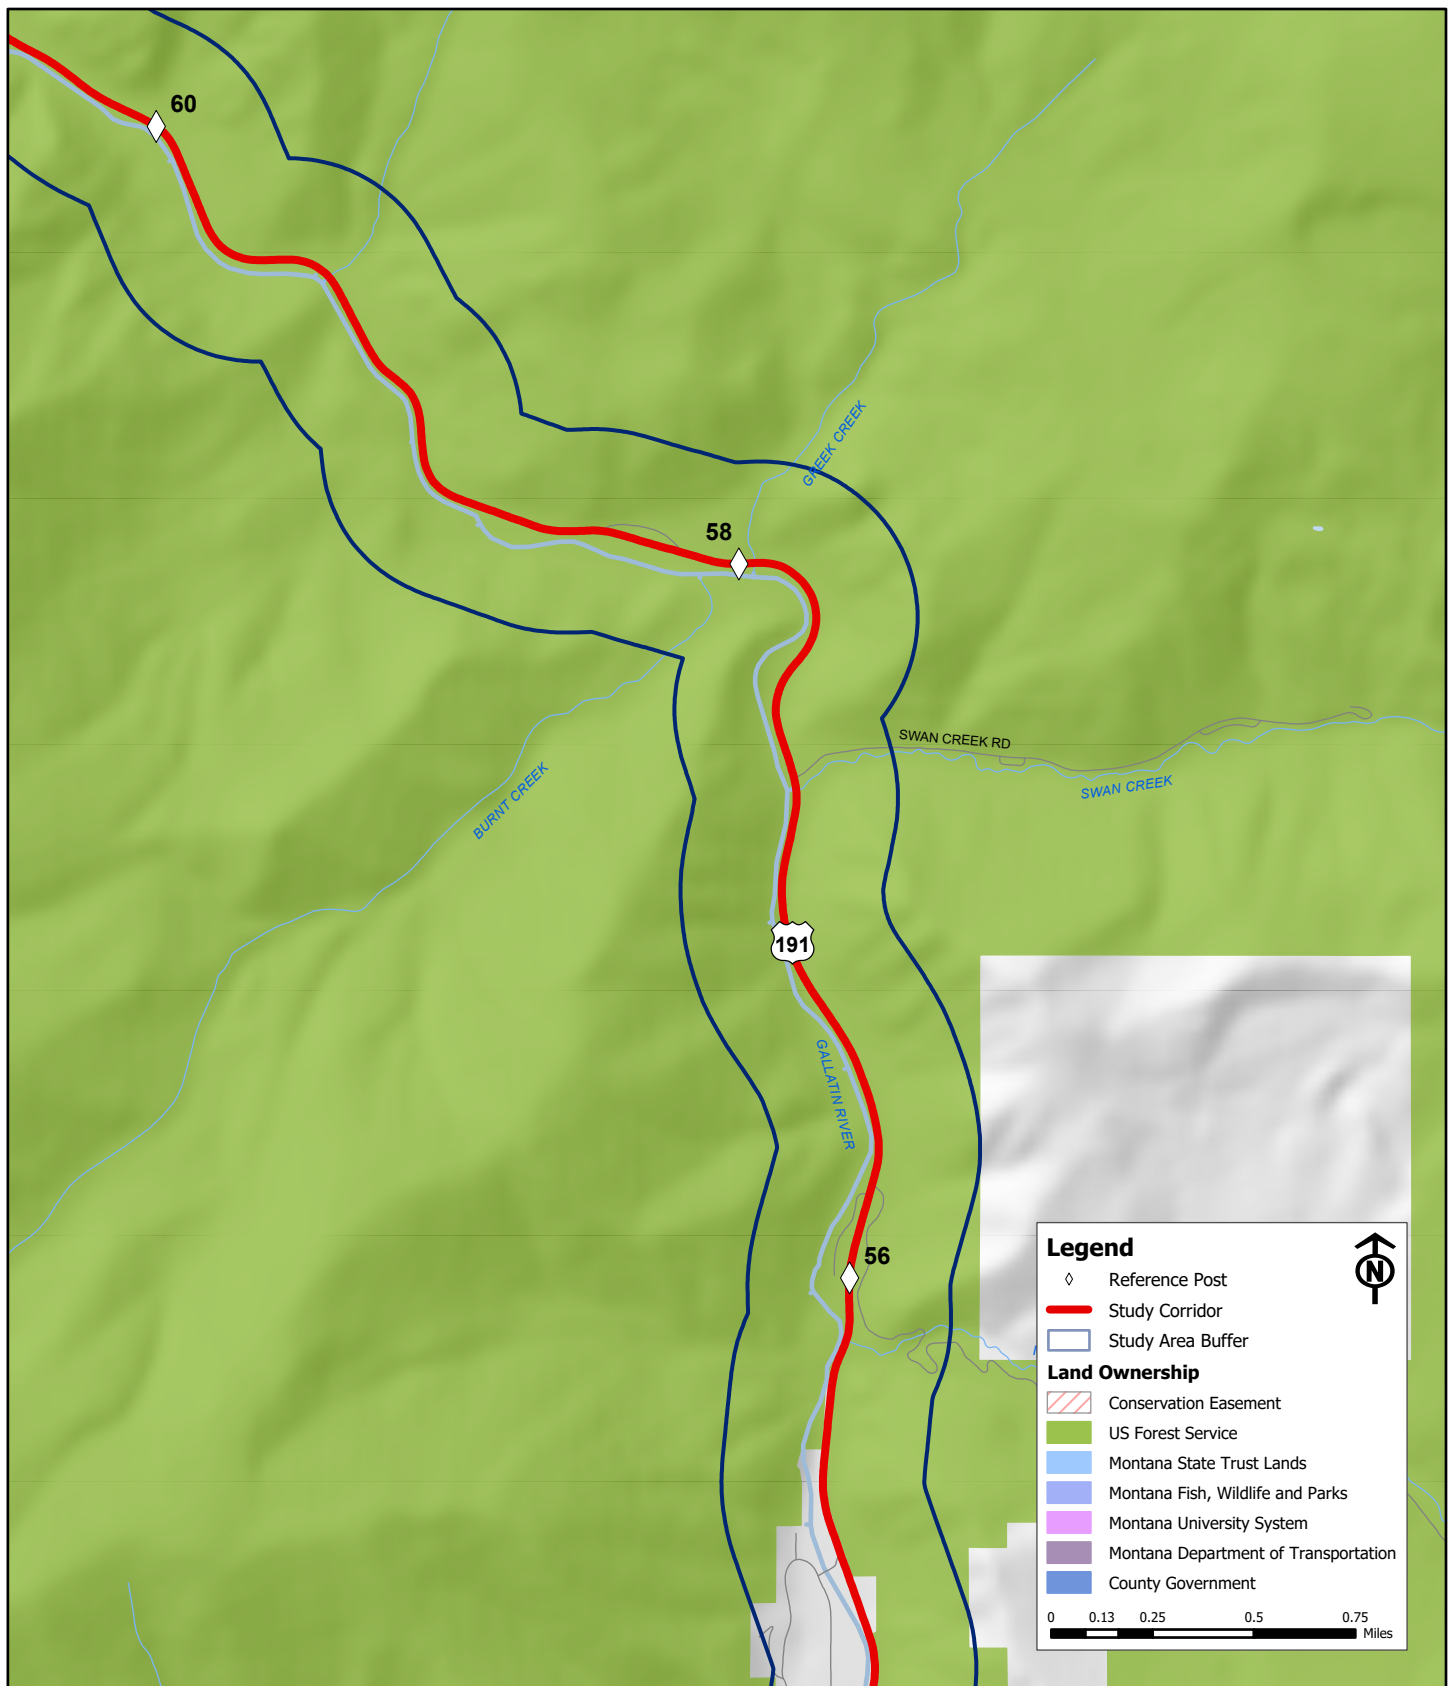 60
GREEK CREEK
58
SWAN CREEK RD
SWAN CREEK
BURNT CREEK
191
GALLATIN RIVER
56
Legend
N
Reference Post
Study Corridor
Study Area Buffer
Land Ownership
Conservation Easement
US Forest Service
Montana State Trust Lands
Montana Fish, Wildlife and Parks
Montana University System
Montana Department of Transportation
County Government
0 0.13 0.25 0.5 0.75
Miles